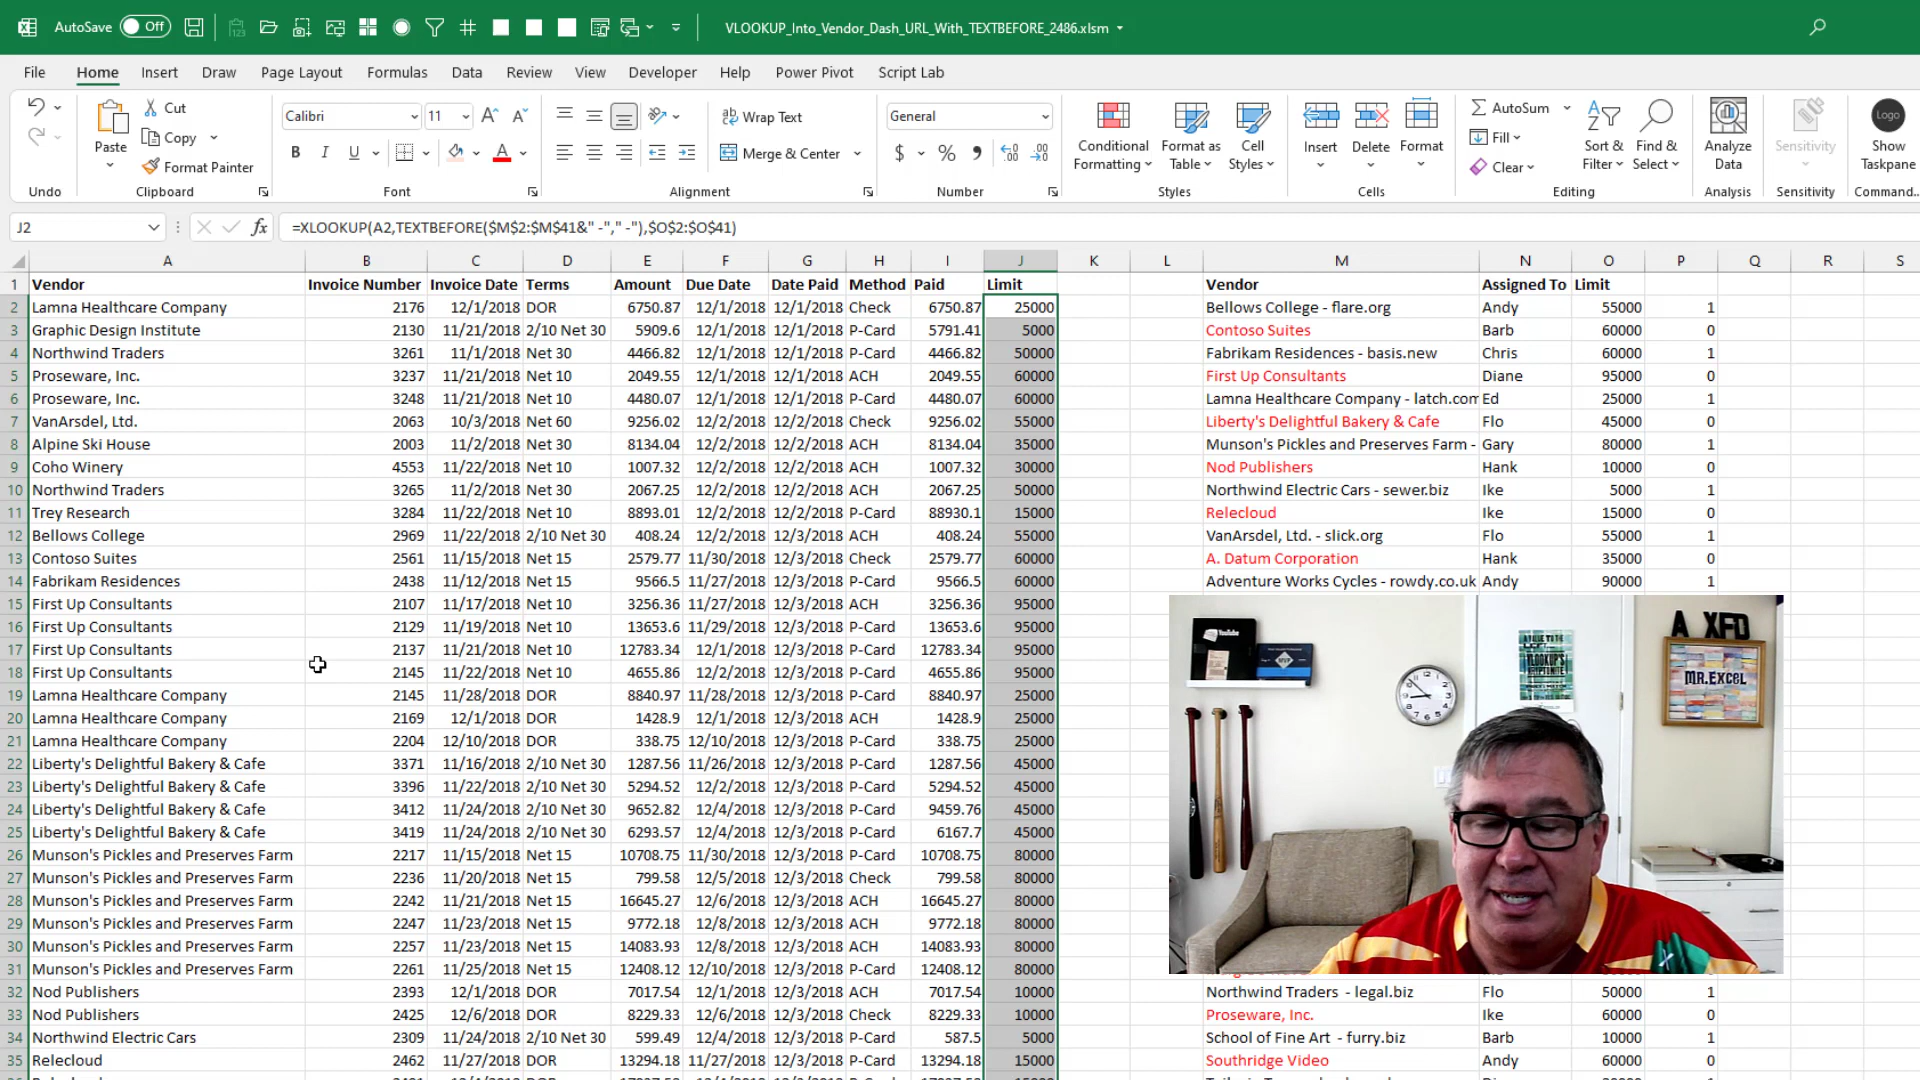 AutoSave Off VLOOKUP_Into_Vendor_Dash_URL_With_TEXTBEFORE_2486.xlsm
File Home Insert Draw Page Layout Formulas Data Review View Developer Help Power Pivot Script Lab
Paste Cut Copy Format Painter Calibri 11 B I U A Wrap Text Merge & Center General $ % 9 Conditional Formatting Format as Table Cell Styles Insert Delete Format AutoSum Fill Clear Sort & Filter Find & Select Analyze Data Sensitivity Logo Show Taskpane
Undo Clipboard Font Alignment Number Styles Cells Editing Analysis Sensitivity Command...
J2 fx =XLOOKUP(A2,TEXTBEFORE($M$2:$M$41&" -"," -"),$O$2:$O$41)
A B C D E F G H I J K L M N O P Q R S
1 Vendor Invoice Number Invoice Date Terms Amount Due Date Date Paid Method Paid Limit Vendor Assigned To Limit
2 Lamna Healthcare Company 2176 12/1/2018 DOR 6750.87 12/1/2018 12/1/2018 Check 6750.87 25000 Bellows College - flare.org Andy 55000 1
3 Graphic Design Institute 2130 11/21/2018 2/10 Net 30 5909.6 12/1/2018 12/1/2018 P-Card 5791.41 5000 Contoso Suites Barb 60000 0
4 Northwind Traders 3261 11/1/2018 Net 30 4466.82 12/1/2018 12/1/2018 P-Card 4466.82 50000 Fabrikam Residences - basis.new Chris 60000 1
5 Proseware, Inc. 3237 11/21/2018 Net 10 2049.55 12/1/2018 12/1/2018 ACH 2049.55 60000 First Up Consultants Diane 95000 0
6 Proseware, Inc. 3248 11/21/2018 Net 10 4480.07 12/1/2018 12/1/2018 P-Card 4480.07 60000 Lamna Healthcare Company - latch.com Ed 25000 1
7 VanArsdel, Ltd. 2063 10/3/2018 Net 60 9256.02 12/2/2018 12/2/2018 Check 9256.02 55000 Liberty's Delightful Bakery & Cafe Flo 45000 0
8 Alpine Ski House 2003 11/2/2018 Net 30 8134.04 12/2/2018 12/2/2018 ACH 8134.04 35000 Munson's Pickles and Preserves Farm - Gary 80000 1
9 Coho Winery 4553 11/22/2018 Net 10 1007.32 12/2/2018 12/2/2018 ACH 1007.32 30000 Nod Publishers Hank 10000 0
10 Northwind Traders 3265 11/2/2018 Net 30 2067.25 12/2/2018 12/2/2018 ACH 2067.25 50000 Northwind Electric Cars - sewer.biz Ike 5000 1
11 Trey Research 3284 11/22/2018 Net 10 8893.01 12/2/2018 12/2/2018 P-Card 88930.1 15000 Relecloud Ike 15000 0
12 Bellows College 2969 11/22/2018 2/10 Net 30 408.24 12/2/2018 12/3/2018 ACH 408.24 55000 VanArsdel, Ltd. - slick.org Flo 55000 1
13 Contoso Suites 2561 11/15/2018 Net 15 2579.77 11/30/2018 12/3/2018 Check 2579.77 60000 A. Datum Corporation Hank 35000 0
14 Fabrikam Residences 2438 11/12/2018 Net 15 9566.5 11/27/2018 12/3/2018 P-Card 9566.5 60000 Adventure Works Cycles - rowdy.co.uk Andy 90000 1
15 First Up Consultants 2107 11/17/2018 Net 10 3256.36 11/27/2018 12/3/2018 ACH 3256.36 95000
16 First Up Consultants 2129 11/19/2018 Net 10 13653.6 11/29/2018 12/3/2018 P-Card 13653.6 95000
17 First Up Consultants 2137 11/21/2018 Net 10 12783.34 12/1/2018 12/3/2018 P-Card 12783.34 95000
18 First Up Consultants 2145 11/22/2018 Net 10 4655.86 12/2/2018 12/3/2018 P-Card 4655.86 95000
19 Lamna Healthcare Company 2145 11/28/2018 DOR 8840.97 11/28/2018 12/3/2018 P-Card 8840.97 25000
20 Lamna Healthcare Company 2169 12/1/2018 DOR 1428.9 12/1/2018 12/3/2018 ACH 1428.9 25000
21 Lamna Healthcare Company 2204 12/10/2018 DOR 338.75 12/10/2018 12/3/2018 P-Card 338.75 25000
22 Liberty's Delightful Bakery & Cafe 3371 11/16/2018 2/10 Net 30 1287.56 11/26/2018 12/3/2018 P-Card 1287.56 45000
23 Liberty's Delightful Bakery & Cafe 3396 11/22/2018 2/10 Net 30 5294.52 12/2/2018 12/3/2018 P-Card 5294.52 45000
24 Liberty's Delightful Bakery & Cafe 3412 11/24/2018 2/10 Net 30 9652.82 12/4/2018 12/3/2018 ACH 9459.76 45000
25 Liberty's Delightful Bakery & Cafe 3419 11/24/2018 2/10 Net 30 6293.57 12/4/2018 12/3/2018 P-Card 6167.7 45000
26 Munson's Pickles and Preserves Farm 2217 11/15/2018 Net 15 10708.75 11/30/2018 12/3/2018 P-Card 10708.75 80000
27 Munson's Pickles and Preserves Farm 2236 11/20/2018 Net 15 799.58 12/5/2018 12/3/2018 Check 799.58 80000
28 Munson's Pickles and Preserves Farm 2242 11/21/2018 Net 15 16645.27 12/6/2018 12/3/2018 ACH 16645.27 80000
29 Munson's Pickles and Preserves Farm 2247 11/23/2018 Net 15 9772.18 12/8/2018 12/3/2018 P-Card 9772.18 80000
30 Munson's Pickles and Preserves Farm 2257 11/23/2018 Net 15 14083.93 12/8/2018 12/3/2018 ACH 14083.93 80000
31 Munson's Pickles and Preserves Farm 2261 11/25/2018 Net 15 12408.12 12/10/2018 12/3/2018 P-Card 12408.12 80000
32 Nod Publishers 2393 12/1/2018 DOR 7017.54 12/1/2018 12/3/2018 ACH 7017.54 10000 Northwind Traders - legal.biz Flo 50000 1
33 Nod Publishers 2425 12/6/2018 DOR 8229.33 12/6/2018 12/3/2018 Check 8229.33 10000 Proseware, Inc. Ike 60000 0
34 Northwind Electric Cars 2309 11/24/2018 2/10 Net 30 599.49 12/4/2018 12/3/2018 P-Card 587.5 5000 School of Fine Art - furry.biz Barb 10000 1
35 Relecloud 2462 11/27/2018 DOR 13294.18 11/27/2018 12/3/2018 P-Card 13294.18 15000 Southridge Video Andy 60000 0
YouTube
MVP
VLOOKUP'S
A XFD
MR.EXCEL